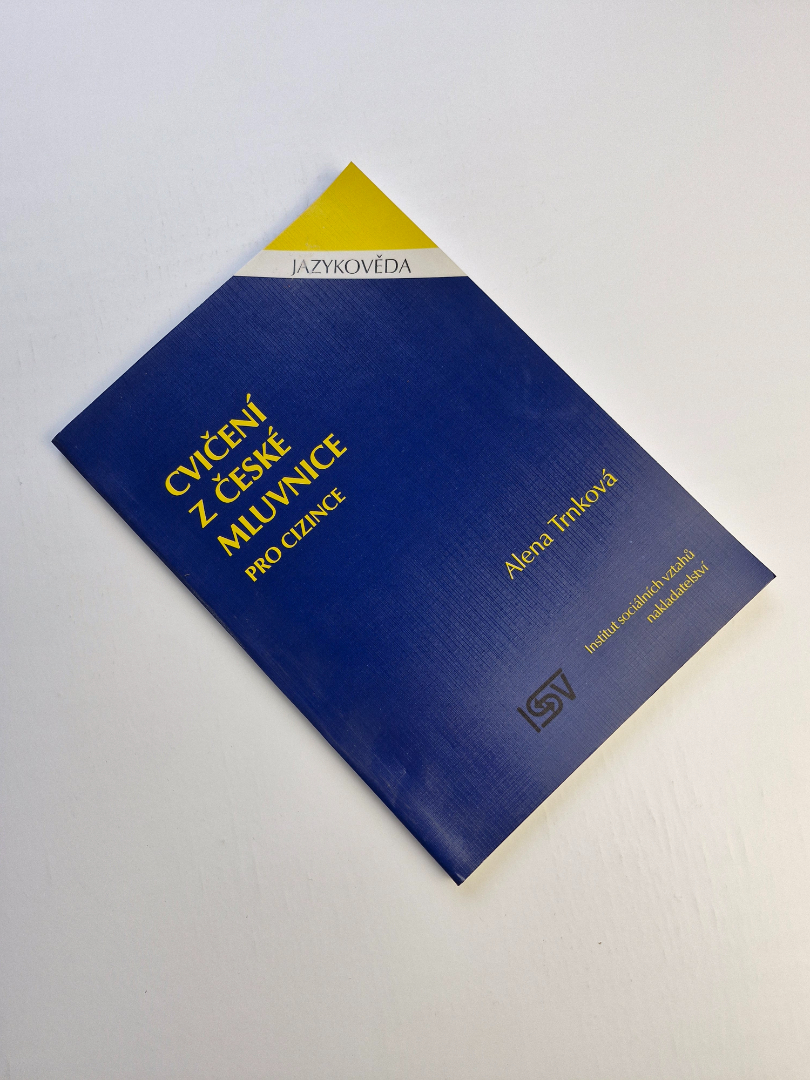 JAZYKOVĚDA
CVIČENÍ
Z ČESKÉ
MLUVNICE
PRO CIZINCE
Alena Trnková
Institut sociálních vztahů
nakladatelství
ISV